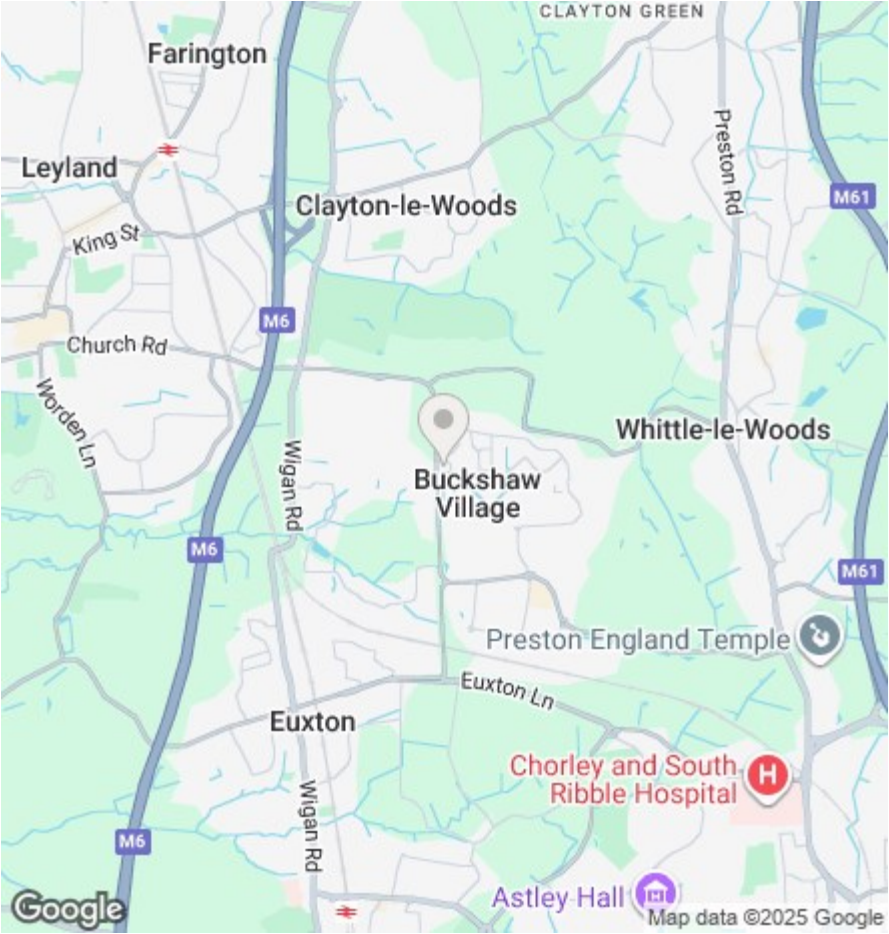 CLAYTON GREEN
Farington
Leyland
Preston Rd
M61
Clayton-le-Woods
King St
M6
Church Rd
Worden Ln
Whittle-le-Woods
Wigan Rd
Buckshaw
Village
M6
M61
Preston England Temple
Euxton Ln
Euxton
Chorley and South
Ribble Hospital
H
Wigan Rd
M6
Astley Hall
Google
Map data ©2025 Google